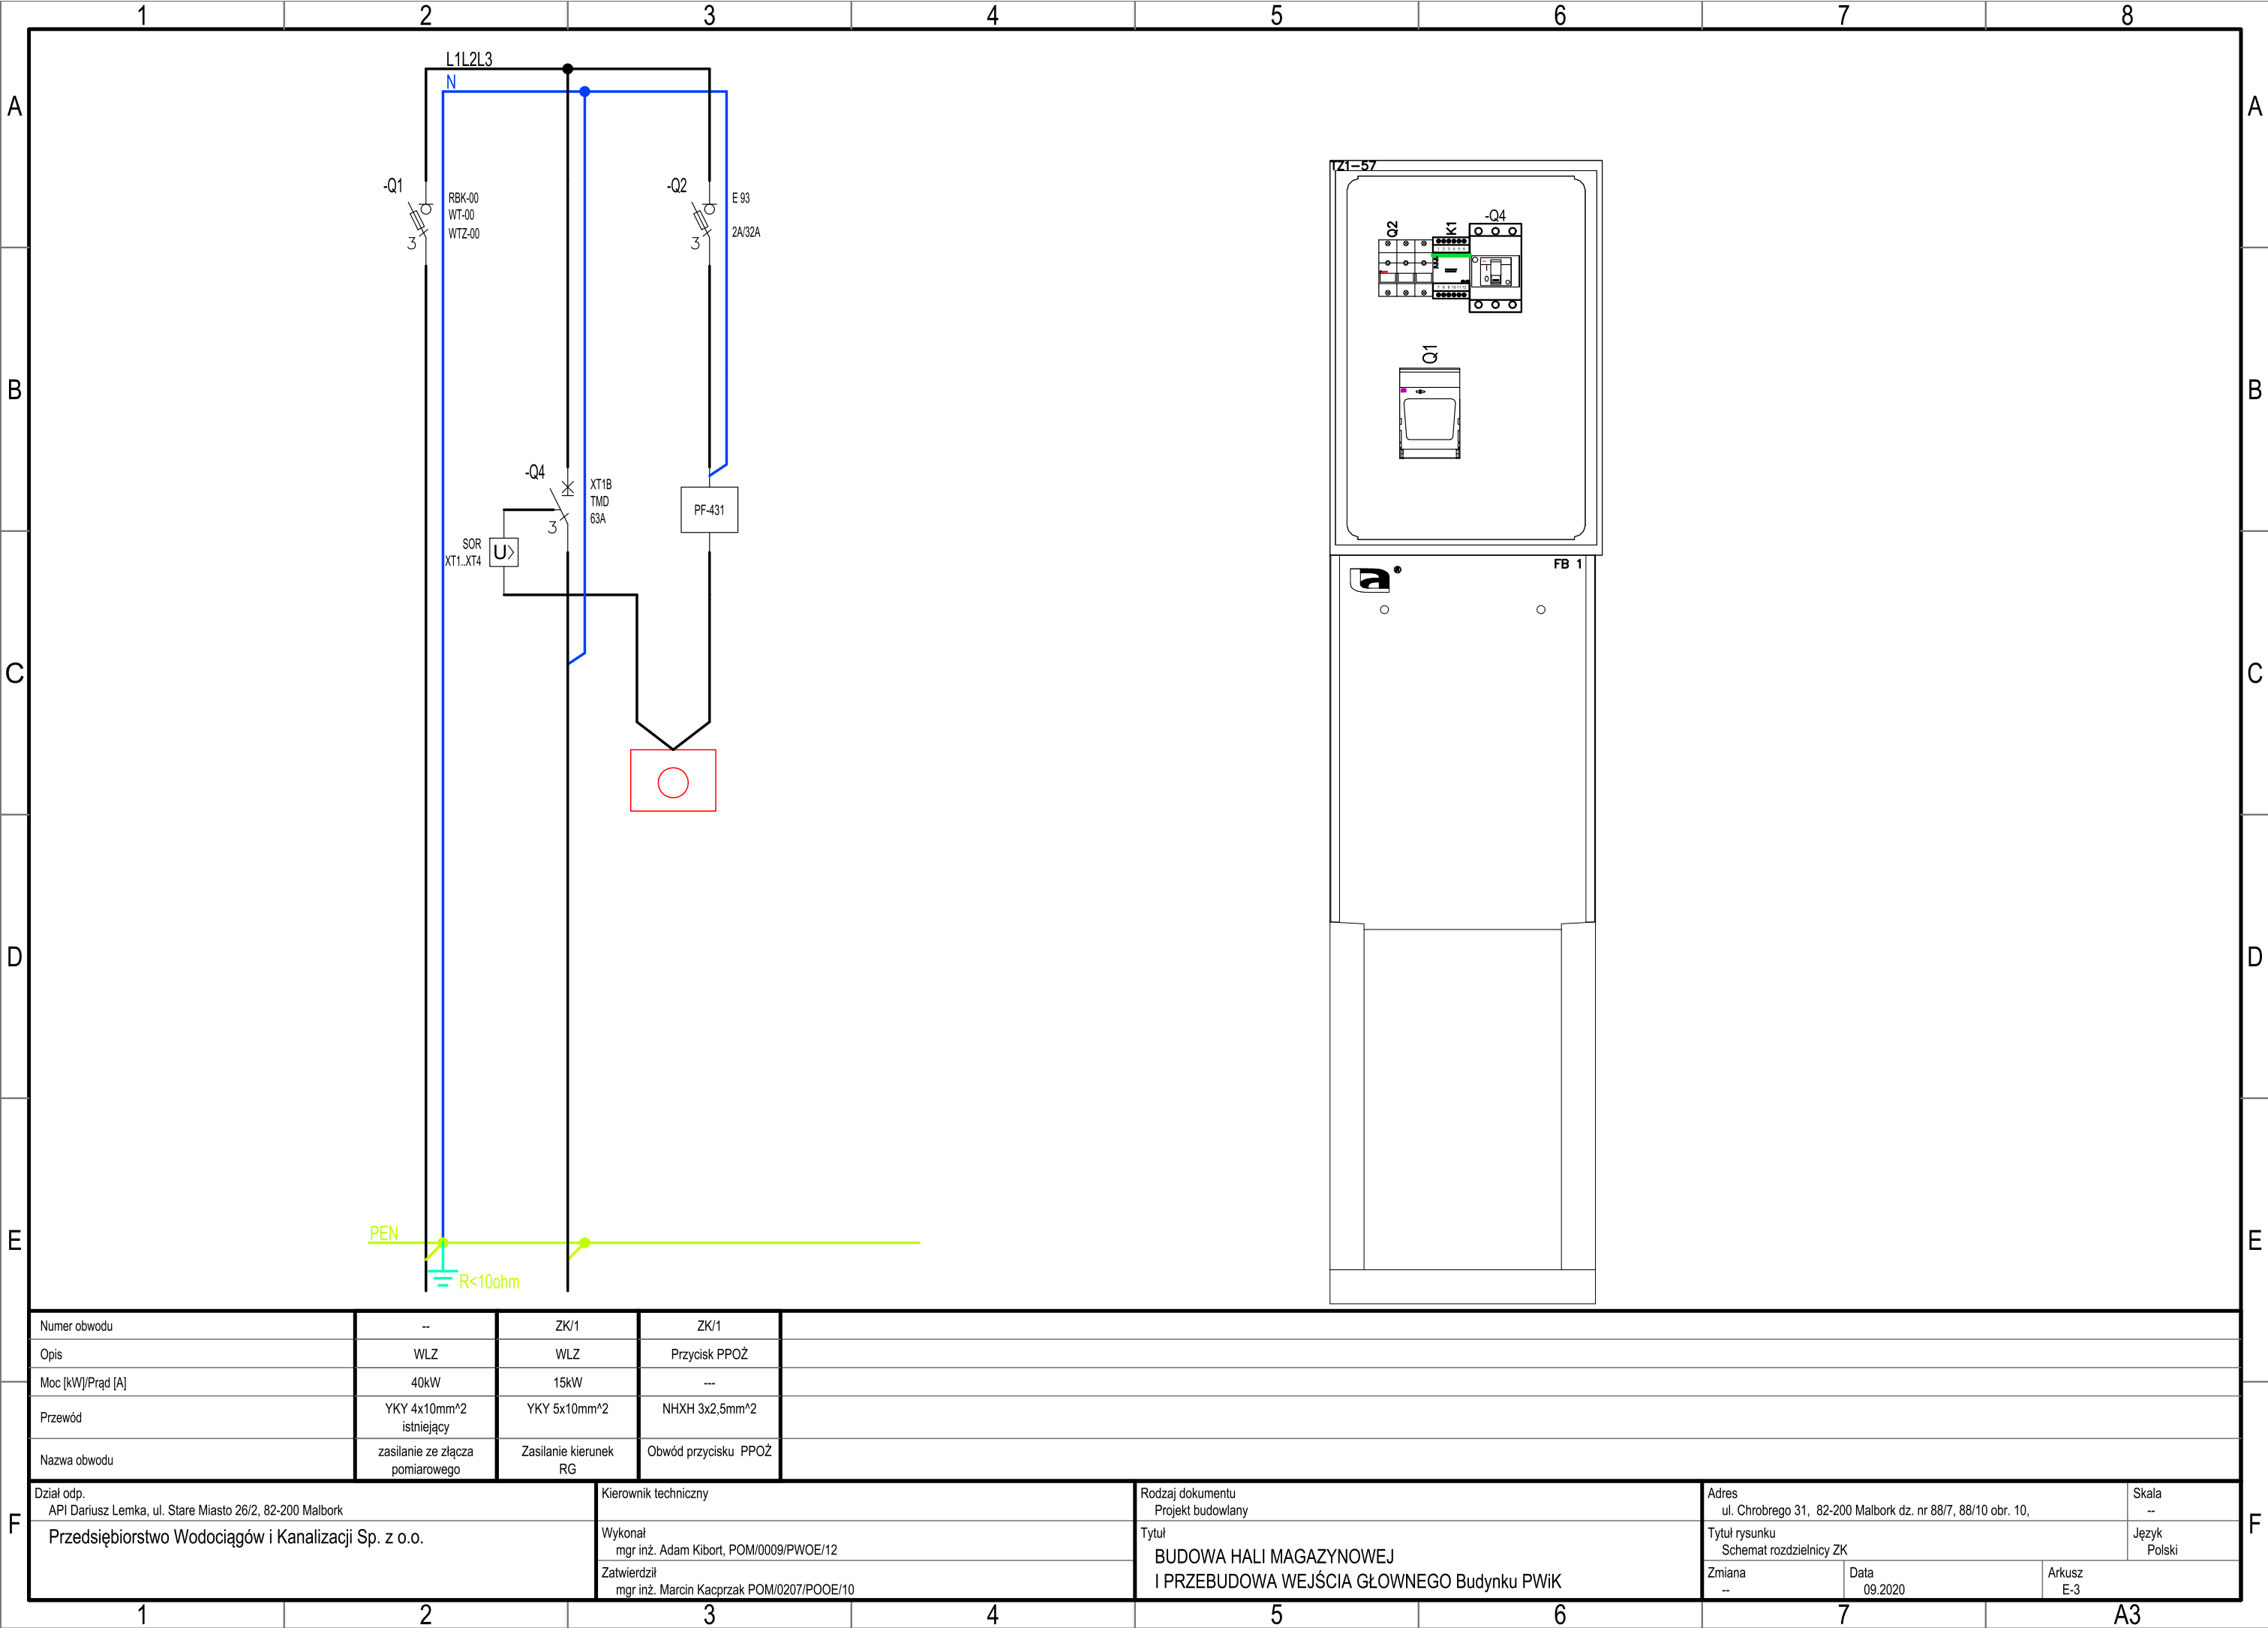 1 2 3 4 5 6 7 8
A A
B B
C C
D D
E E
F F
L1L2L3
N
-Q1
RBK-00
WT-00
WTZ-00
3
-Q2
E 93
2A/32A
3
-Q4
XT1B
TMD
63A
3
SOR
XT1..XT4
U>
PF-431
PEN
R<10ohm
TZ1-57
Q2
K1
-Q4
Q1
FB 1
a®
Numer obwodu -- ZK/1 ZK/1
Opis WLZ WLZ Przycisk PPOŻ
Moc [kW]/Prąd [A] 40kW 15kW ---
Przewód YKY 4x10mm^2 YKY 5x10mm^2 NHXH 3x2,5mm^2
istniejący
Nazwa obwodu zasilanie ze złącza Zasilanie kierunek Obwód przycisku PPOŻ
pomiarowego RG
Dział odp.
API Dariusz Lemka, ul. Stare Miasto 26/2, 82-200 Malbork
Przedsiębiorstwo Wodociągów i Kanalizacji Sp. z o.o.
Kierownik techniczny
Wykonał
mgr inż. Adam Kibort, POM/0009/PWOE/12
Zatwierdził
mgr inż. Marcin Kacprzak POM/0207/POOE/10
Rodzaj dokumentu
Projekt budowlany
Tytuł
BUDOWA HALI MAGAZYNOWEJ
I PRZEBUDOWA WEJŚCIA GŁOWNEGO Budynku PWiK
Adres
ul. Chrobrego 31, 82-200 Malbork dz. nr 88/7, 88/10 obr. 10,
Skala
--
Tytuł rysunku
Schemat rozdzielnicy ZK
Język
Polski
Zmiana
--
Data
09.2020
Arkusz
E-3
1 2 3 4 5 6 7 A3